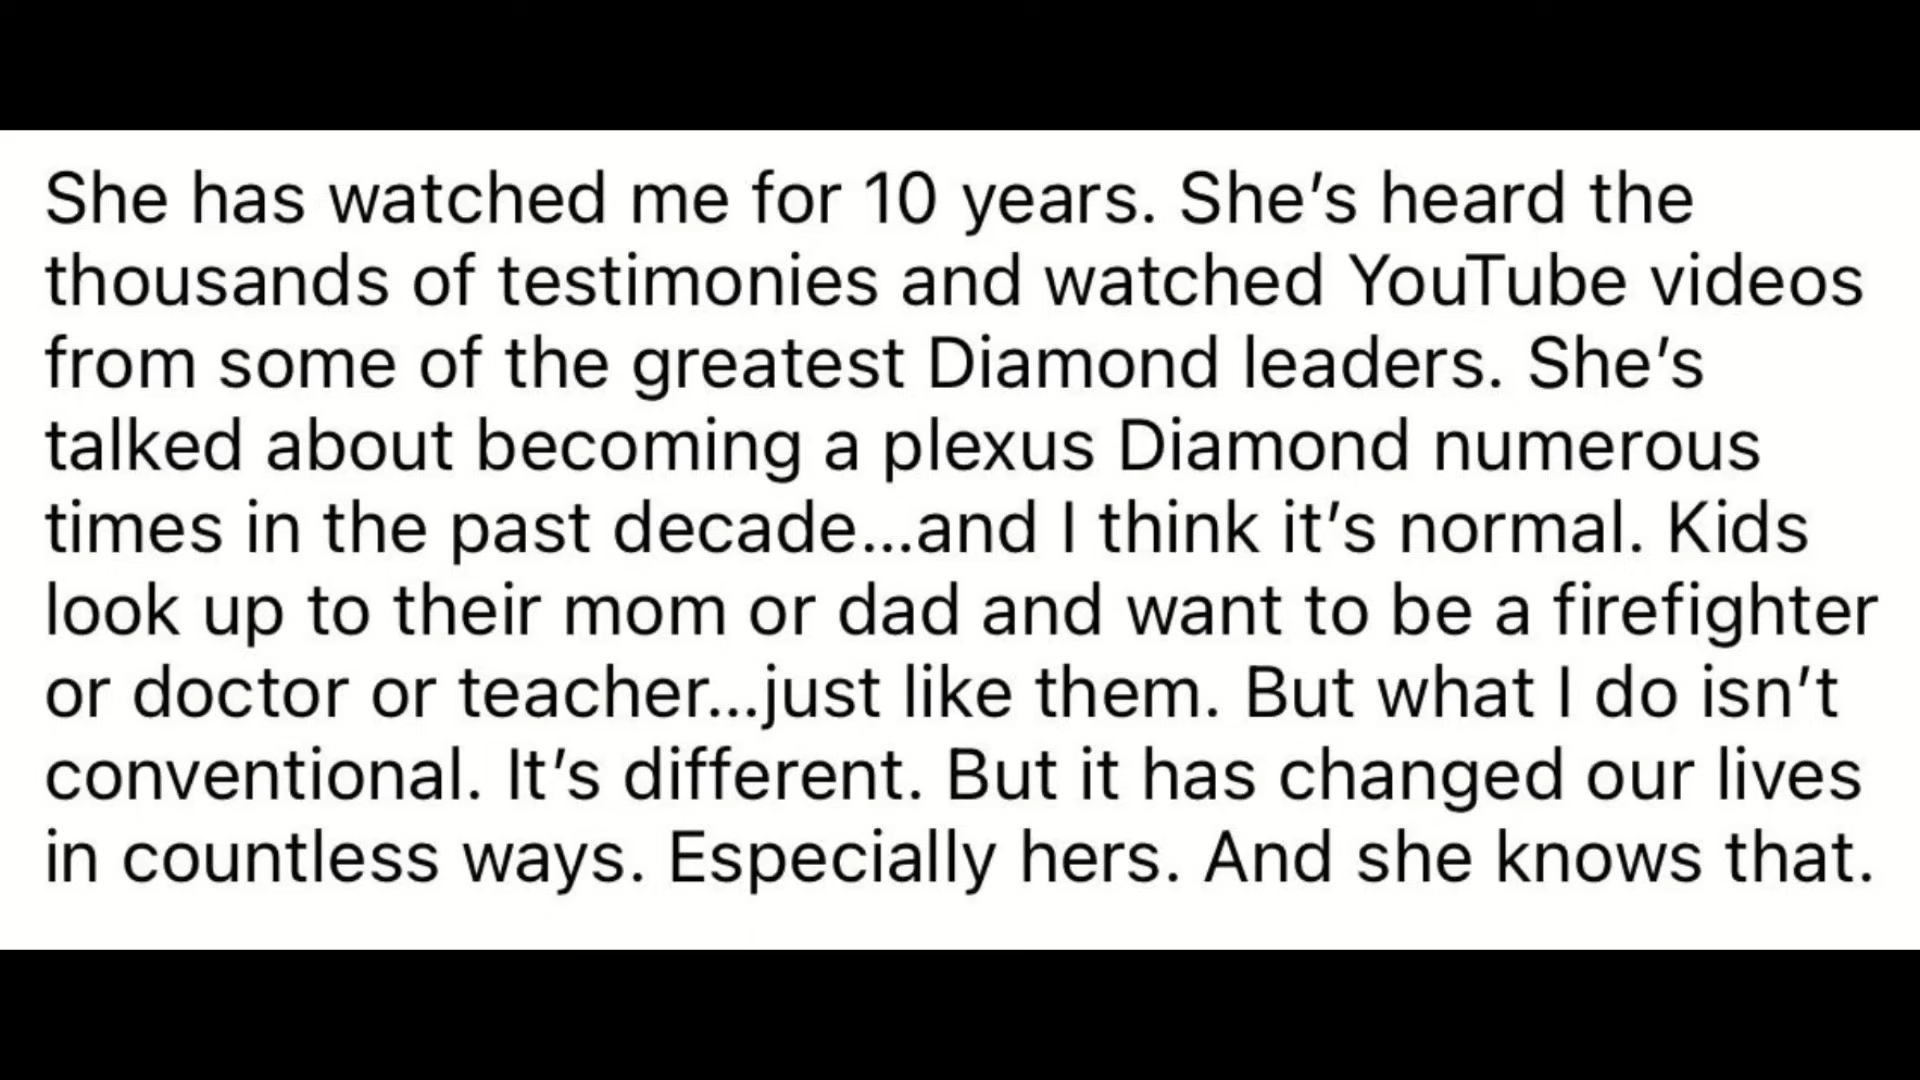 She has watched me for 10 years. She’s heard the
thousands of testimonies and watched YouTube videos
from some of the greatest Diamond leaders. She’s
talked about becoming a plexus Diamond numerous
times in the past decade...and I think it’s normal. Kids
look up to their mom or dad and want to be a firefighter
or doctor or teacher...just like them. But what I do isn’t
conventional. It’s different. But it has changed our lives
in countless ways. Especially hers. And she knows that.